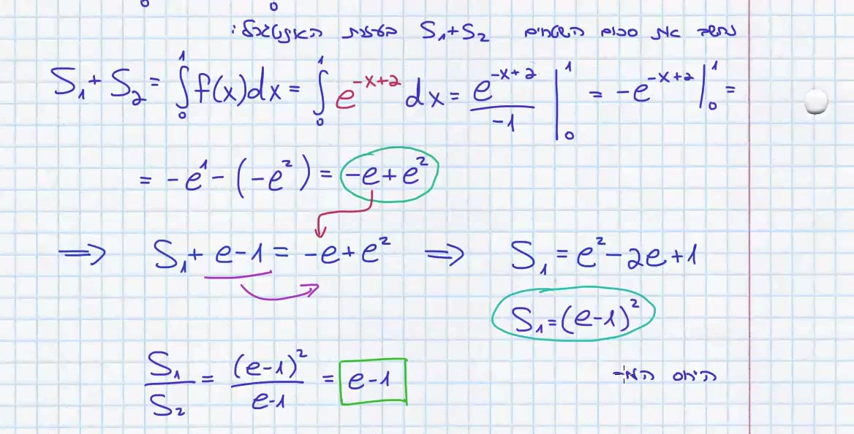 נחשב את סכום השטחים S₁+S₂ בעזרת האינטגרל:
S₁+S₂ = ∫₀¹ f(x)dx = ∫₀¹ e^(-x+2) dx = e^(-x+2)/-1 |₀¹ = -e^(-x+2) |₀¹ =
= -e¹-(-e²) = -e+e²
⇒ S₁+e-1 = -e+e² ⇒ S₁ = e²-2e+1
S₁=(e-1)²
היחס
S₁/S₂ = (e-1)²/(e-1) = e-1